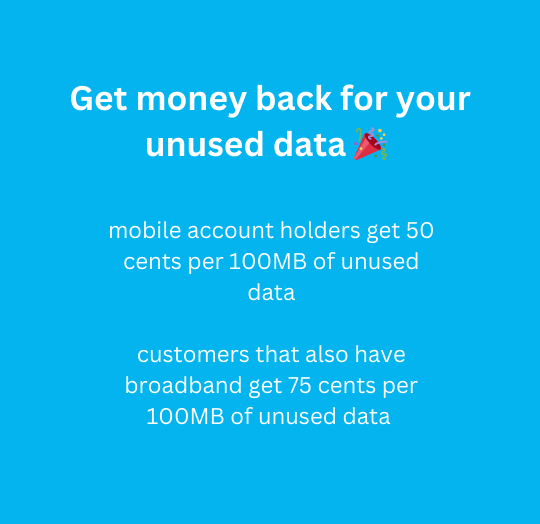 Get money back for your
unused data 🎉
mobile account holders get 50
cents per 100MB of unused
data
customers that also have
broadband get 75 cents per
100MB of unused data